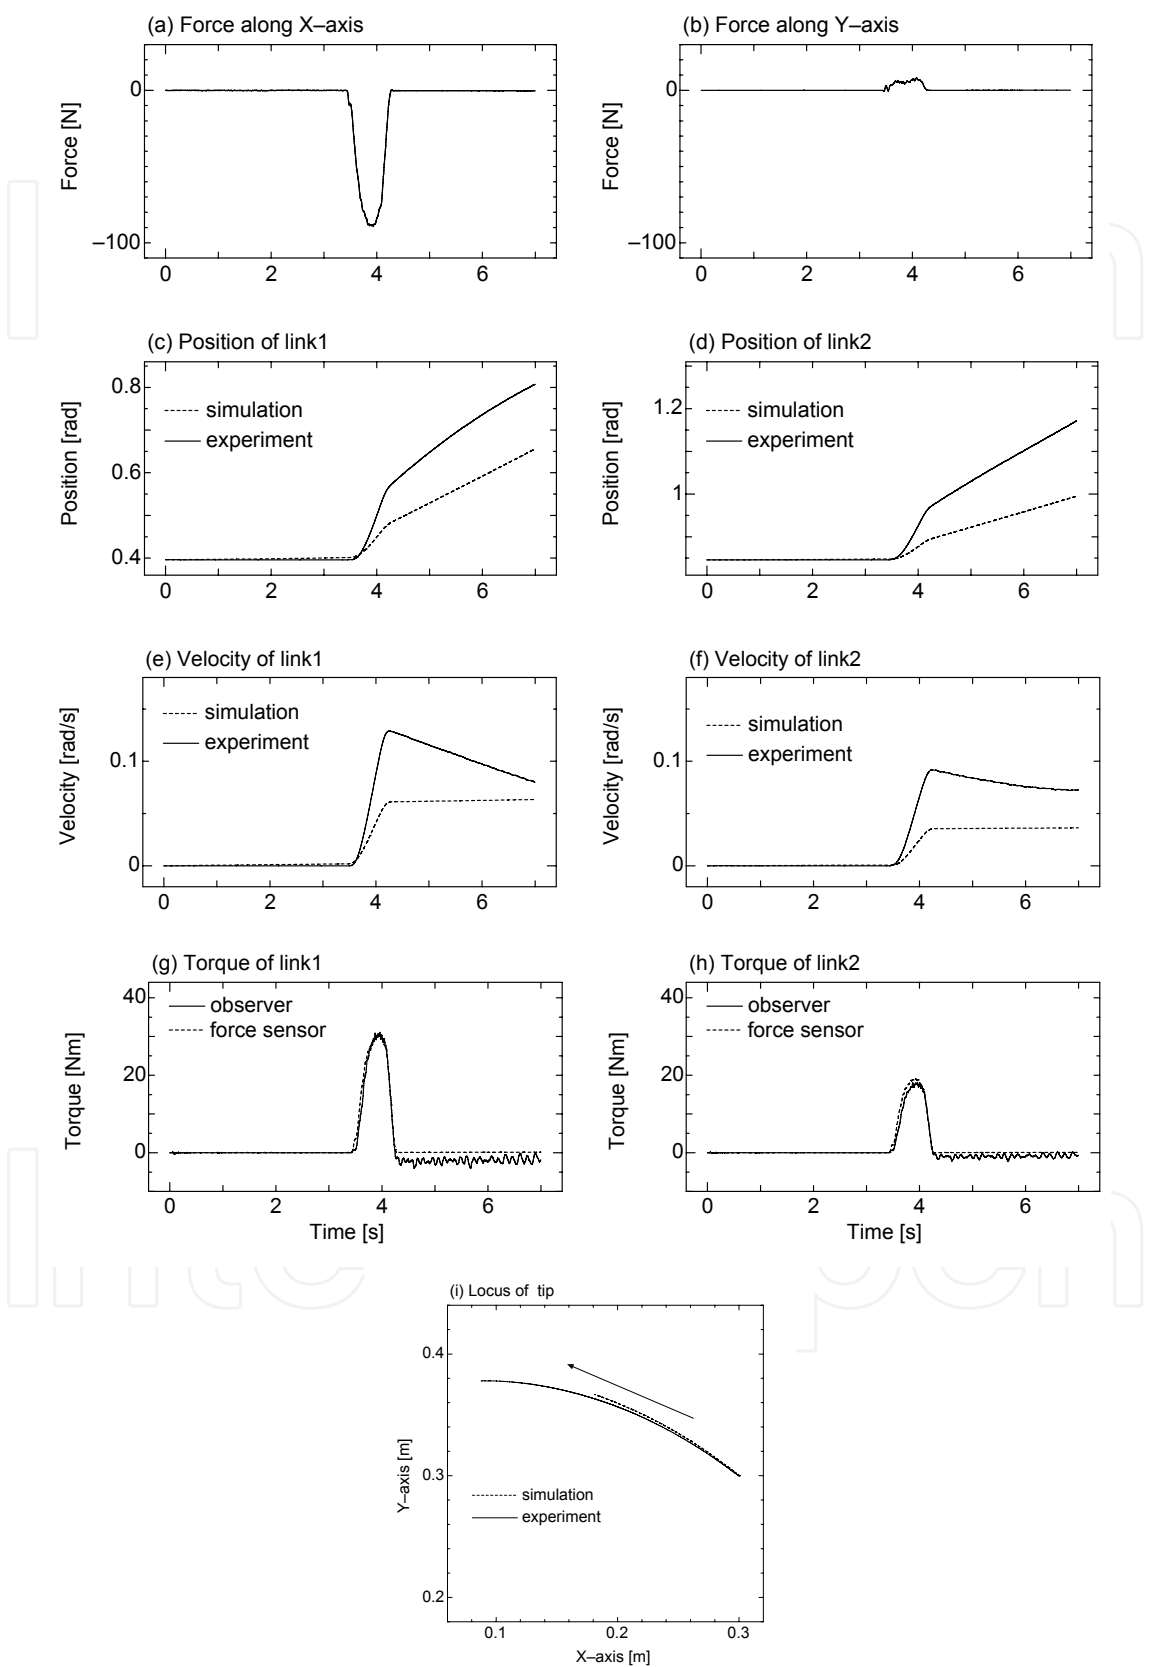 (a) Force along X–axis
(b) Force along Y–axis
Force [N]
0
–100
0 2 4 6
Force [N]
0
–100
0 2 4 6
(c) Position of link1
(d) Position of link2
Position [rad]
0.8
0.6
0.4
simulation
experiment
0 2 4 6
Position [rad]
1.2
1
simulation
experiment
0 2 4 6
(e) Velocity of link1
(f) Velocity of link2
Velocity [rad/s]
0.1
0
simulation
experiment
0 2 4 6
Velocity [rad/s]
0.1
0
simulation
experiment
0 2 4 6
(g) Torque of link1
(h) Torque of link2
Torque [Nm]
40
20
0
observer
force sensor
0 2 4 6
Time [s]
Torque [Nm]
40
20
0
observer
force sensor
0 2 4 6
Time [s]
(i) Locus of tip
Y–axis [m]
0.4
0.3
0.2
simulation
experiment
0.1 0.2 0.3
X–axis [m]